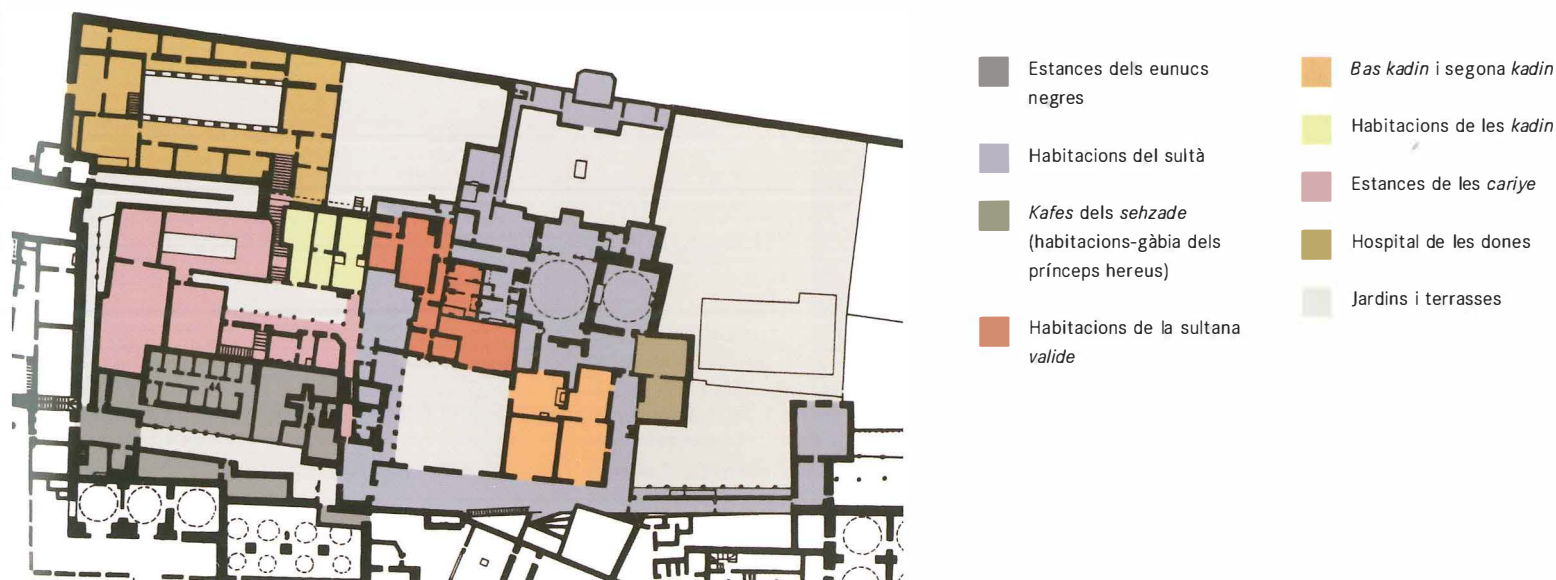 Estances dels eunucs
negres
Habitacions del sultà
Kafes dels sehzade
(habitacions-gàbia dels
prínceps hereus)
Habitacions de la sultana
valide
Bas kadin i segona kadin
Habitacions de les kadin
Estances de les cariye
Hospital de les dones
Jardins i terrasses